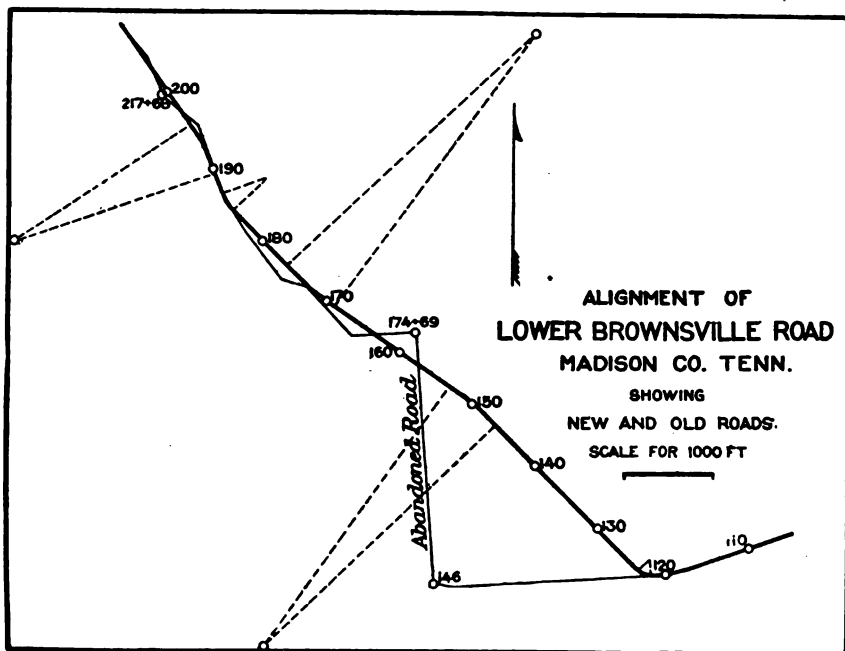 200
217+68
190
180
170
174+69
160
150
140
130
120
110
146
Abandoned Road
ALIGNMENT OF
LOWER BROWNSVILLE ROAD
MADISON CO. TENN.
SHOWING
NEW AND OLD ROADS.
SCALE FOR 1000 FT